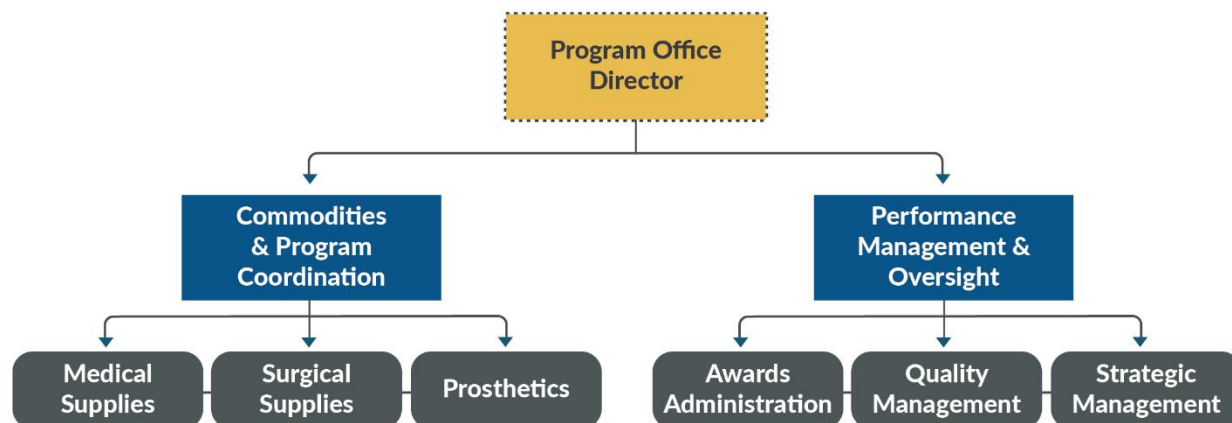 Program Office
Director
Commodities
& Program
Coordination
Performance
Management &
Oversight
Medical
Supplies
Surgical
Supplies
Prosthetics
Awards
Administration
Quality
Management
Strategic
Management